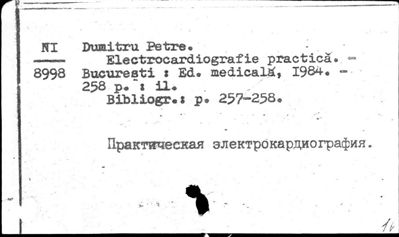 NI Dumitru Petre.
Electrocardiografie practică. –
8998 București : Ed. medicală, 1984. –
258 p. : il.
Bibliogr.: p. 257-258.
Практическая электрокардиография.